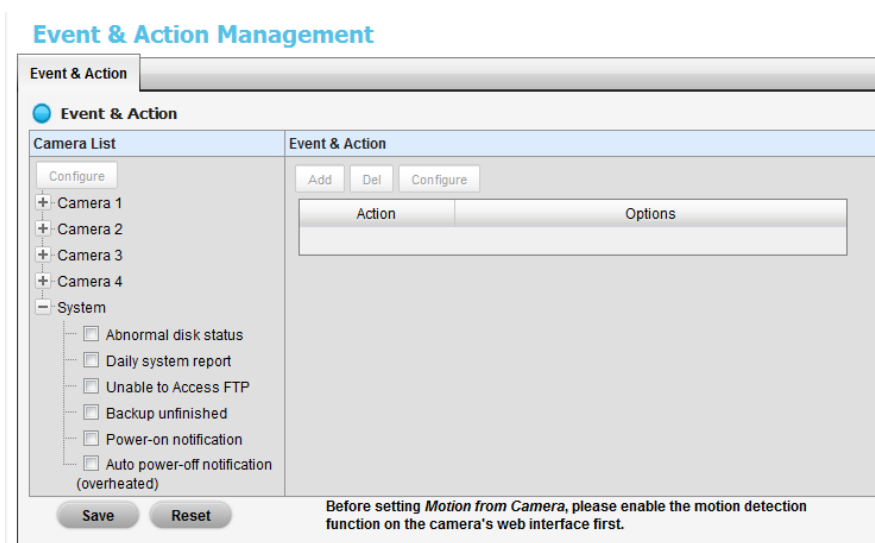 Event & Action Management
Event & Action
Event & Action
Camera List
Event & Action
Configure
Add Del Configure
Camera 1
Camera 2
Camera 3
Camera 4
System
Abnormal disk status
Daily system report
Unable to Access FTP
Backup unfinished
Power-on notification
Auto power-off notification
(overheated)
Action Options
Save Reset
Before setting Motion from Camera, please enable the motion detection
function on the camera's web interface first.